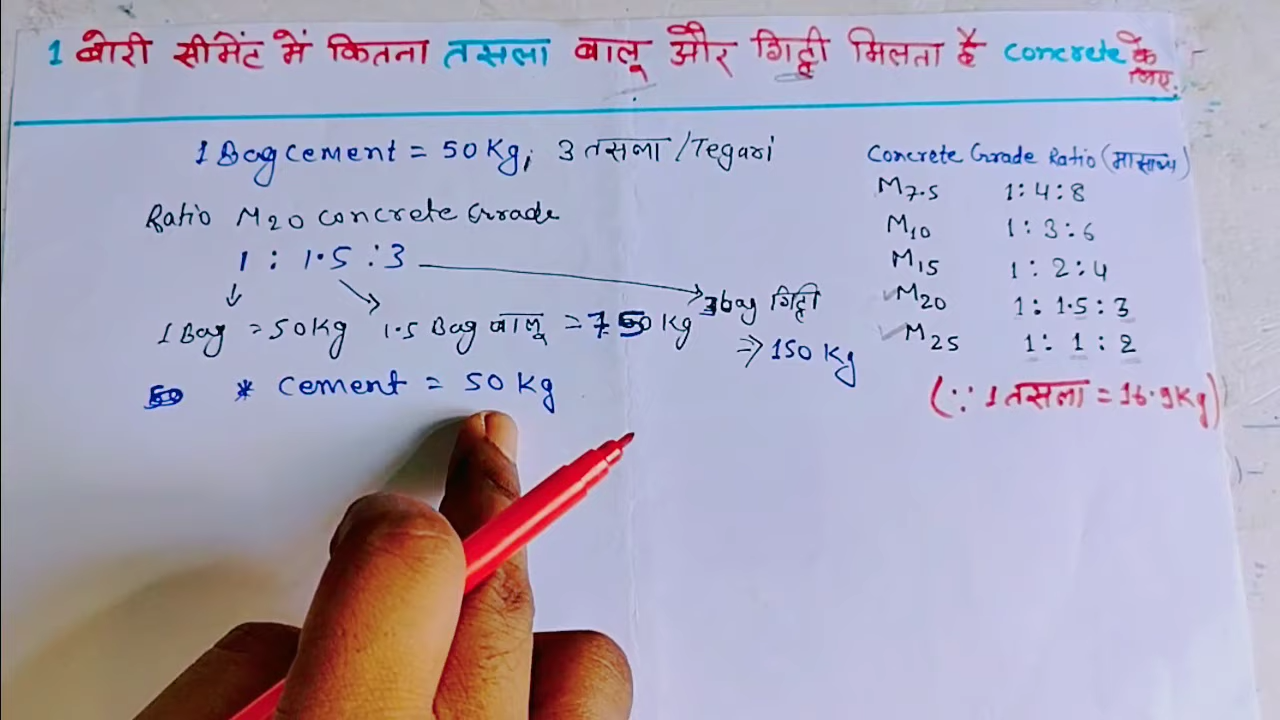 1 बोरी सीमेंट में कितना तसला बालू और गिट्टी मिलता है concrete के लिए.
1 Bag cement = 50 Kg, 3 तसला / Tegari
Ratio M20 concrete Grade
1 : 1.5 : 3
1 Bag = 50 Kg
1.5 Bag बालू = 750 Kg
3 bag गिट्टी
⇒ 150 Kg
* Cement = 50 Kg
Concrete Grade Ratio (
M7.5 1 : 4 : 8
M10 1 : 3 : 6
M15 1 : 2 : 4
✓M20 1 : 1.5 : 3
✓M25 1 : 1 : 2
(∵ 1 तसला = 16.9 Kg)